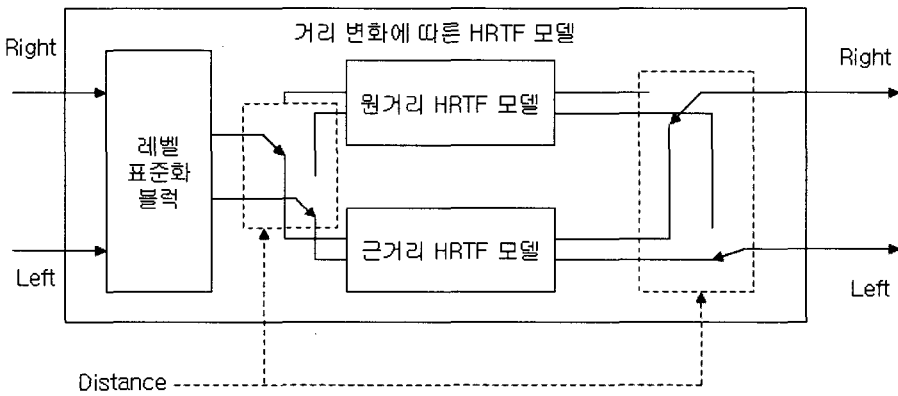 거리 변화에 따른 HRTF 모델
Right
Right
원거리 HRTF 모델
레벨
표준화
블럭
근거리 HRTF 모델
Left
Left
Distance